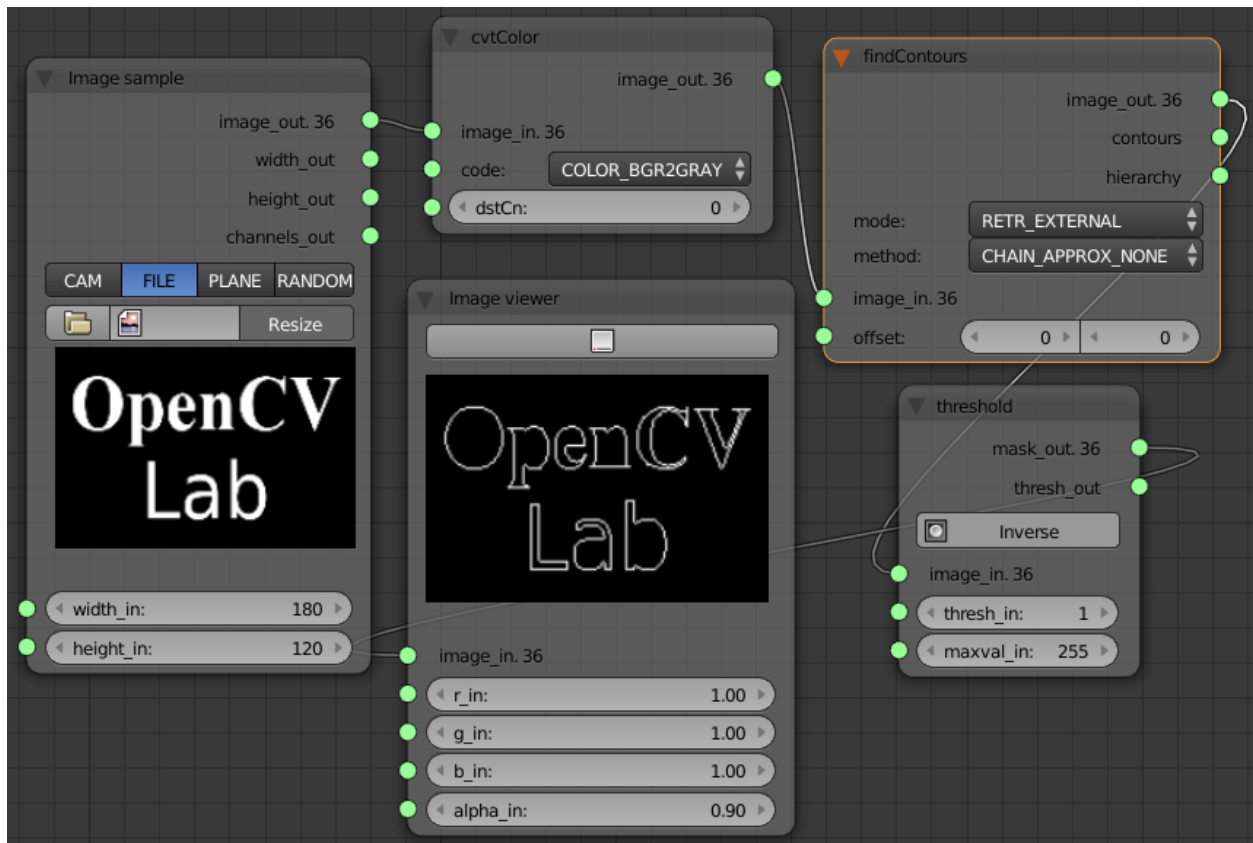 Image sample
image_out. 36
width_out
height_out
channels_out
CAM FILE PLANE RANDOM
Resize
OpenCV
Lab
width_in: 180
height_in: 120
cvtColor
image_out. 36
image_in. 36
code: COLOR_BGR2GRAY
dstCn: 0
Image viewer
OpenCV
Lab
image_in. 36
r_in: 1.00
g_in: 1.00
b_in: 1.00
alpha_in: 0.90
findContours
image_out. 36
contours
hierarchy
mode: RETR_EXTERNAL
method: CHAIN_APPROX_NONE
image_in. 36
offset: 0 0
threshold
mask_out. 36
thresh_out
Inverse
image_in. 36
thresh_in: 1
maxval_in: 255